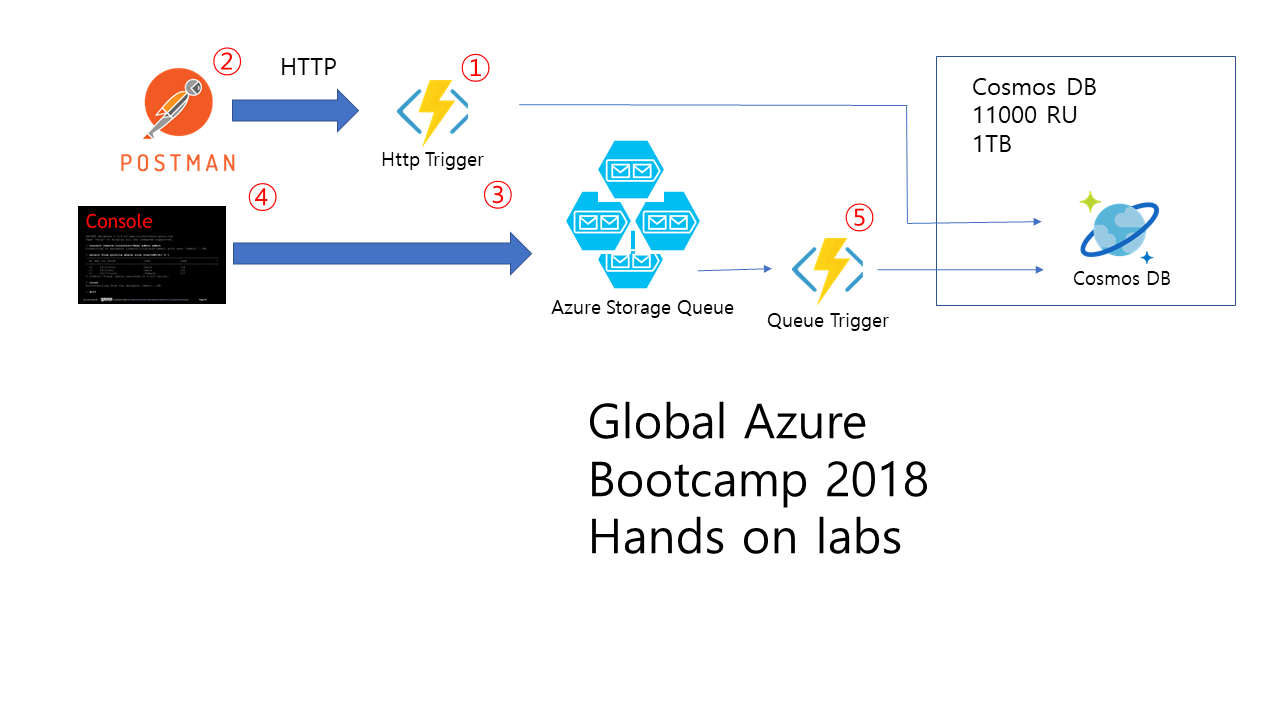 ②
HTTP
①
POSTMAN
Http Trigger
④
③
Console
Azure Storage Queue
⑤
Queue Trigger
Cosmos DB
11000 RU
1TB
Cosmos DB
Global Azure
Bootcamp 2018
Hands on labs